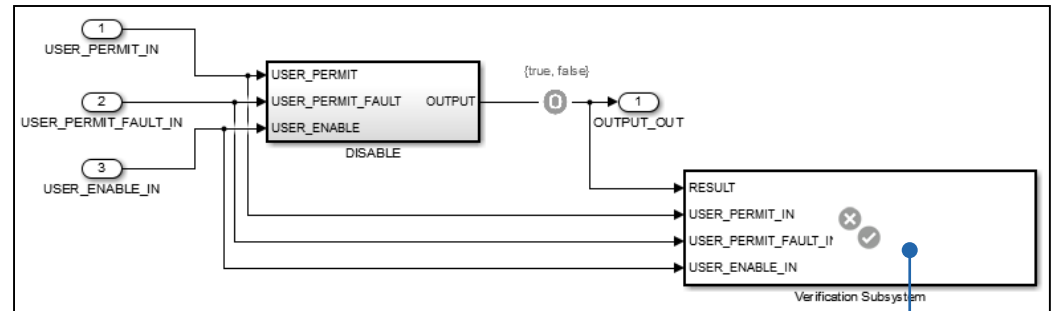 1
USER_PERMIT_IN
2
USER_PERMIT_FAULT_IN
3
USER_ENABLE_IN
USER_PERMIT
USER_PERMIT_FAULT
USER_ENABLE
OUTPUT
DISABLE
{true, false}
O
1
OUTPUT_OUT
RESULT
USER_PERMIT_IN
USER_PERMIT_FAULT_IN
USER_ENABLE_IN
Verification Subsystem